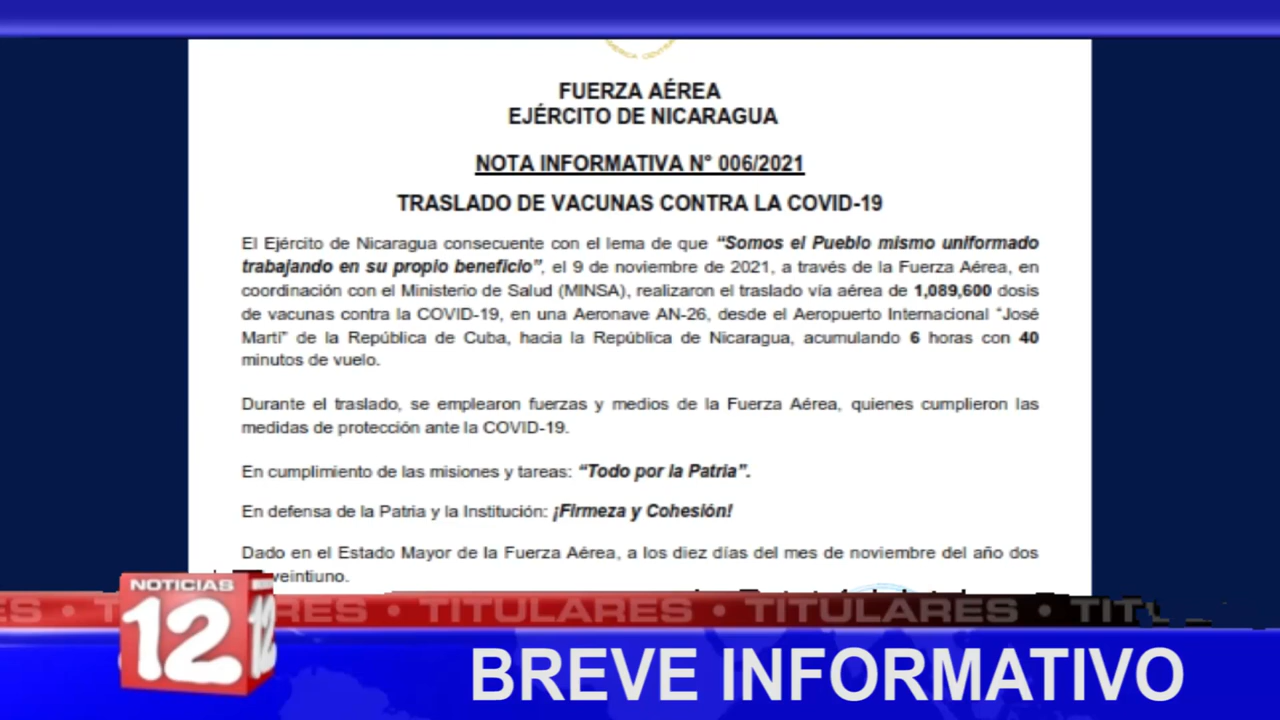 AMERICA CENTRAL
FUERZA AÉREA
EJÉRCITO DE NICARAGUA
NOTA INFORMATIVA N° 006/2021
TRASLADO DE VACUNAS CONTRA LA COVID-19
El Ejército de Nicaragua consecuente con el lema de que “Somos el Pueblo mismo uniformado
trabajando en su propio beneficio”, el 9 de noviembre de 2021, a través de la Fuerza Aérea, en
coordinación con el Ministerio de Salud (MINSA), realizaron el traslado vía aérea de 1,089,600 dosis
de vacunas contra la COVID-19, en una Aeronave AN-26, desde el Aeropuerto Internacional “José
Martí” de la República de Cuba, hacia la República de Nicaragua, acumulando 6 horas con 40
minutos de vuelo.
Durante el traslado, se emplearon fuerzas y medios de la Fuerza Aérea, quienes cumplieron las
medidas de protección ante la COVID-19.
En cumplimiento de las misiones y tareas: “Todo por la Patria”.
En defensa de la Patria y la Institución: ¡Firmeza y Cohesión!
Dado en el Estado Mayor de la Fuerza Aérea, a los diez días del mes de noviembre del año dos
veintiuno.
NOTICIAS
12 12
ES • TITULARES • TITULARES • TIT
BREVE INFORMATIVO